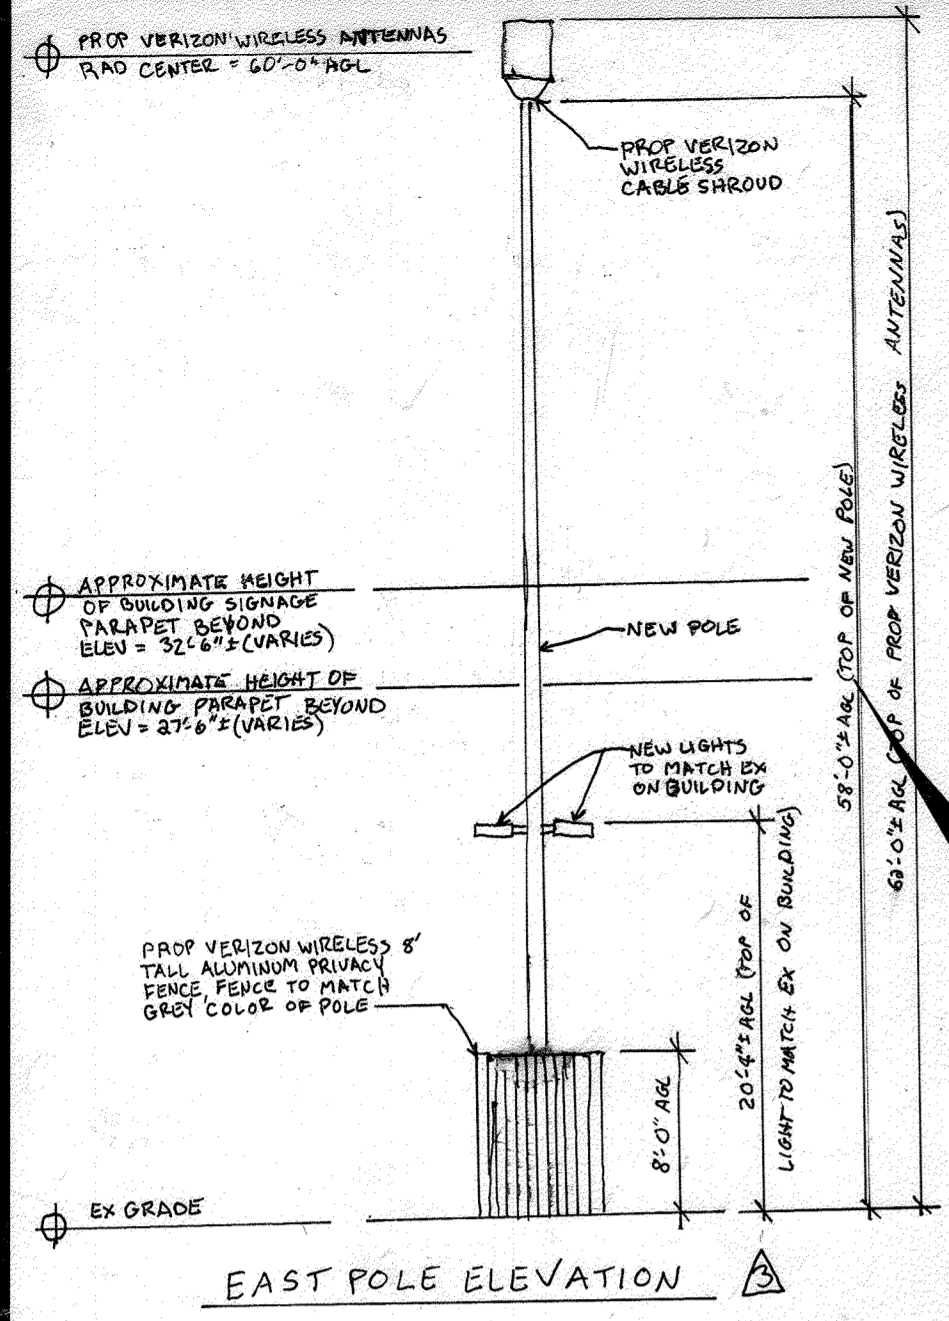 PROP VERIZON WIRELESS ANTENNAS
RAD CENTER = 60'-0" AGL
PROP VERIZON
WIRELESS
CABLE SHROUD
APPROXIMATE HEIGHT
OF BUILDING SIGNAGE
PARAPET BEYOND
ELEV = 32'-6"± (VARIES)
NEW POLE
APPROXIMATE HEIGHT OF
BUILDING PARAPET BEYOND
ELEV = 27'-6"± (VARIES)
NEW LIGHTS
TO MATCH EX
ON BUILDING
PROP VERIZON WIRELESS 8'
TALL ALUMINUM PRIVACY
FENCE, FENCE TO MATCH
GREY COLOR OF POLE
8'-0" AGL
20'-4"± AGL (TOP OF
LIGHT TO MATCH EX ON BUILDING)
58'-0"± AGL (TOP OF NEW POLE)
62'-0"± AGL (TOP OF PROP VERIZON WIRELESS ANTENNAS)
EX GRADE
EAST POLE ELEVATION 3